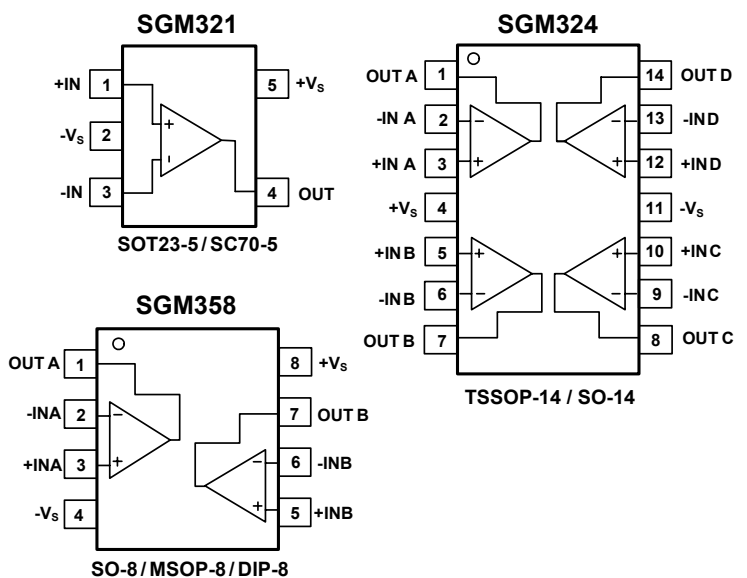 SGM321
+IN 1 5 +VS
-VS 2
-IN 3 4 OUT
+
-
SOT23-5 / SC70-5
SGM324
OUT A 1 14 OUT D
-IN A 2 − − 13 -IND
+IN A 3 + + 12 +IND
+VS 4 11 -VS
+INB 5 + + 10 +INC
-INB 6 − − 9 -INC
OUT B 7 8 OUT C
TSSOP-14 / SO-14
SGM358
OUT A 1 8 +VS
-INA 2 − 7 OUT B
+INA 3 + − 6 -INB
-VS 4 + 5 +INB
SO-8 / MSOP-8 / DIP-8